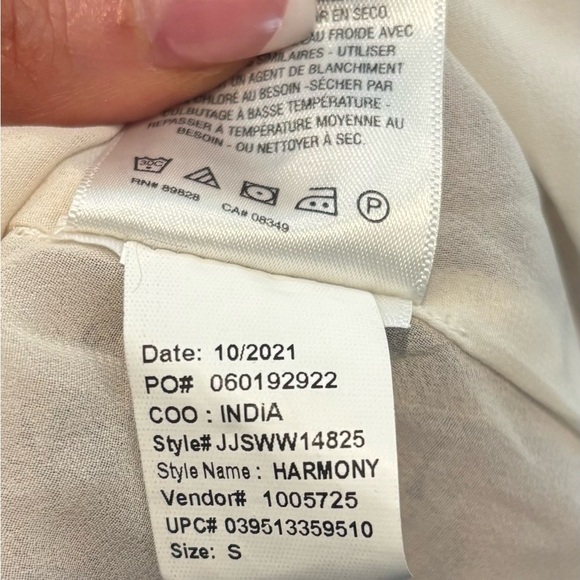 EN SECO
EAU FROIDE AVEC
SIMILAIRES - UTILISER
UN AGENT DE BLANCHIMENT
CHLORÉ AU BESOIN -SÉCHER PAR
CULBUTAGE À BASSE TEMPÉRATURE -
REPASSER À TEMPÉRATURE MOYENNE AU
BESOIN - OU NETTOYER À SEC.
30C P
RN# 89828 CA# 08349
Date: 10/2021
PO# 060192922
COO : INDIA
Style# JJSWW14825
Style Name : HARMONY
Vendor# 1005725
UPC# 039513359510
Size: S